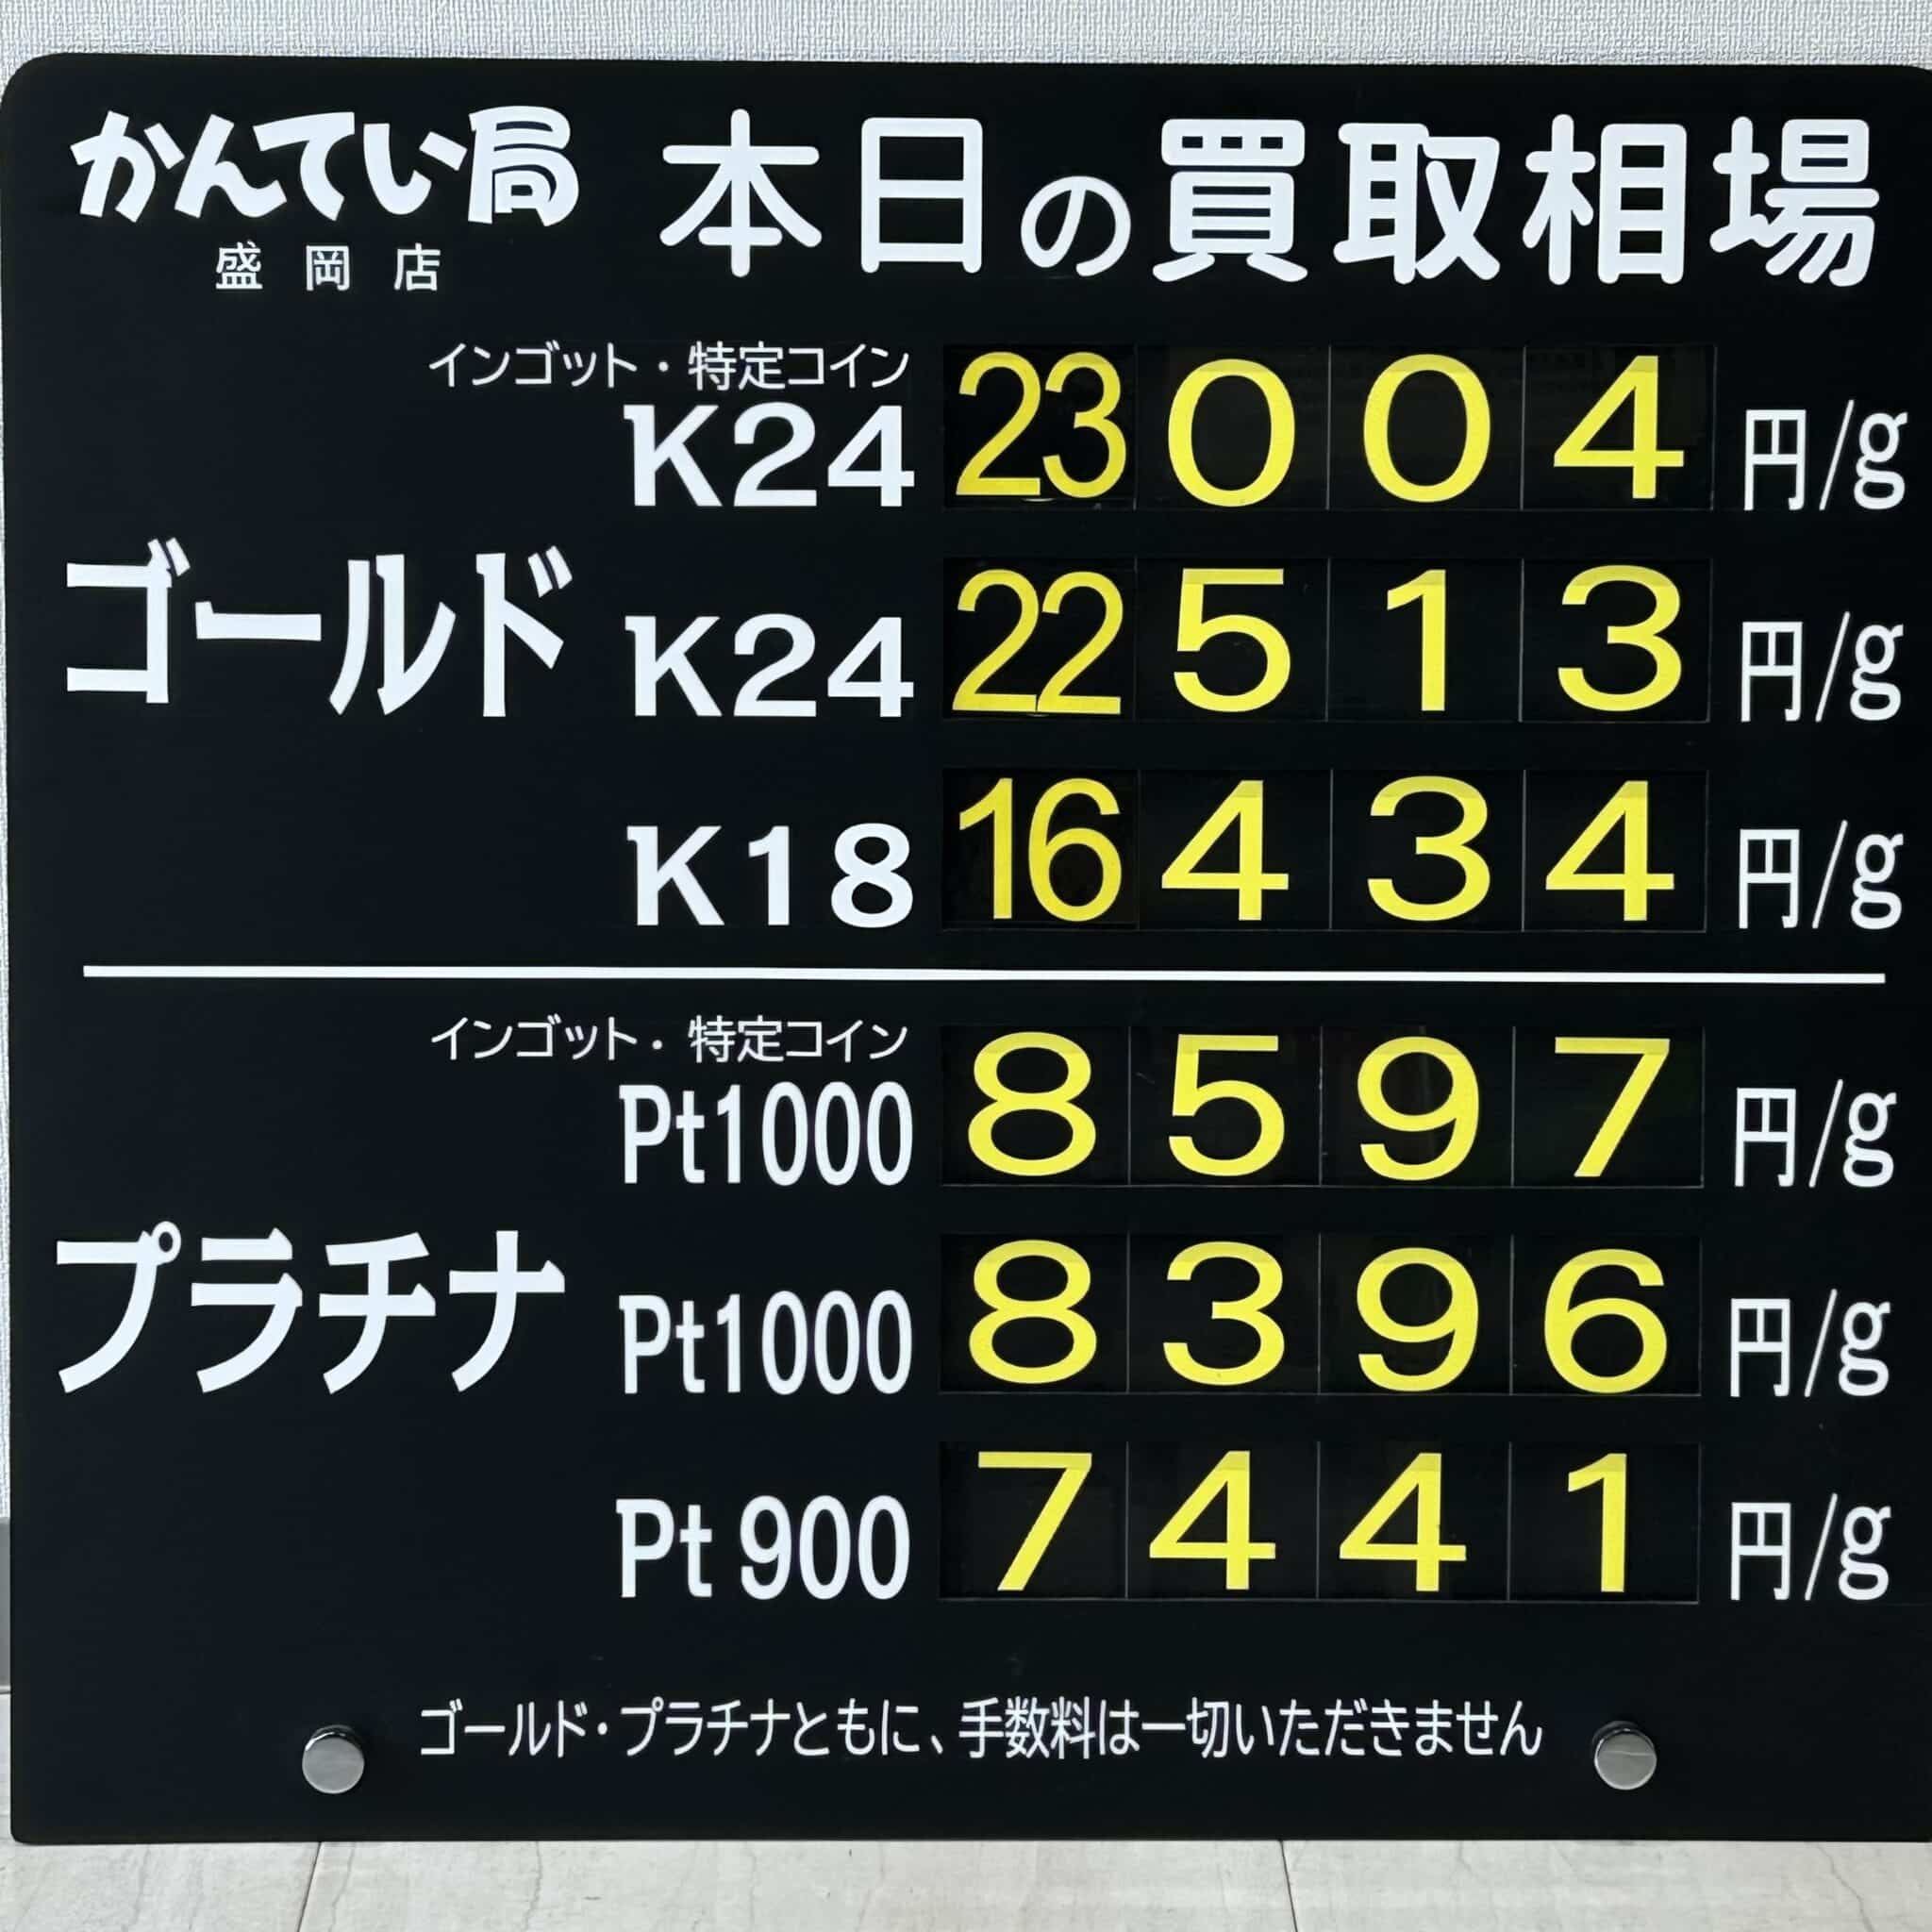 かんてい局 本日の買取相場
盛岡店
インゴット・特定コイン
K24 23004 円/g
ゴールド K24 22513 円/g
K18 16434 円/g
インゴット・特定コイン
Pt1000 8597 円/g
プラチナ Pt1000 8396 円/g
Pt900 7441 円/g
ゴールド・プラチナともに、手数料は一切いただきません